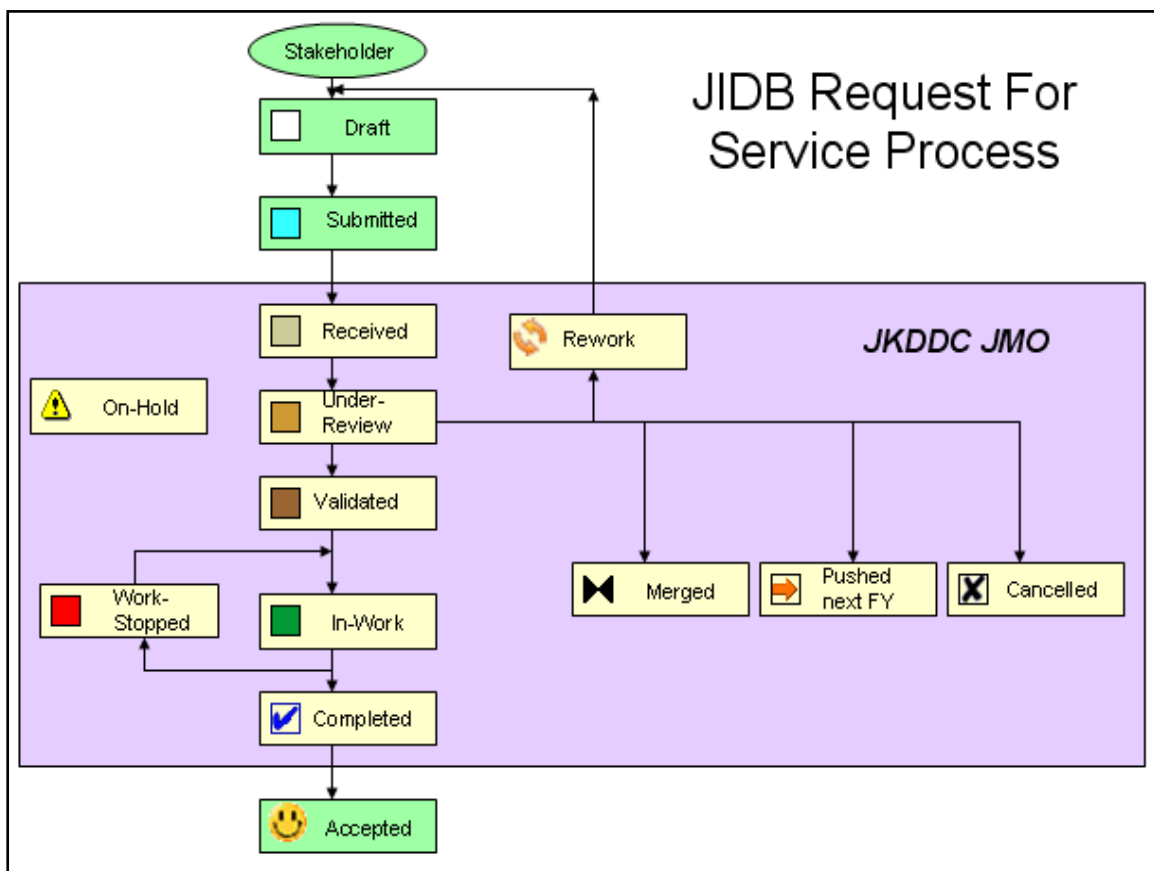 Stakeholder
JIDB Request For
Service Process
Draft
Submitted
Received
Rework
JKDDC JMO
On-Hold
Under-
Review
Validated
Work-
Stopped
In-Work
Merged
Pushed
next FY
Cancelled
Completed
Accepted